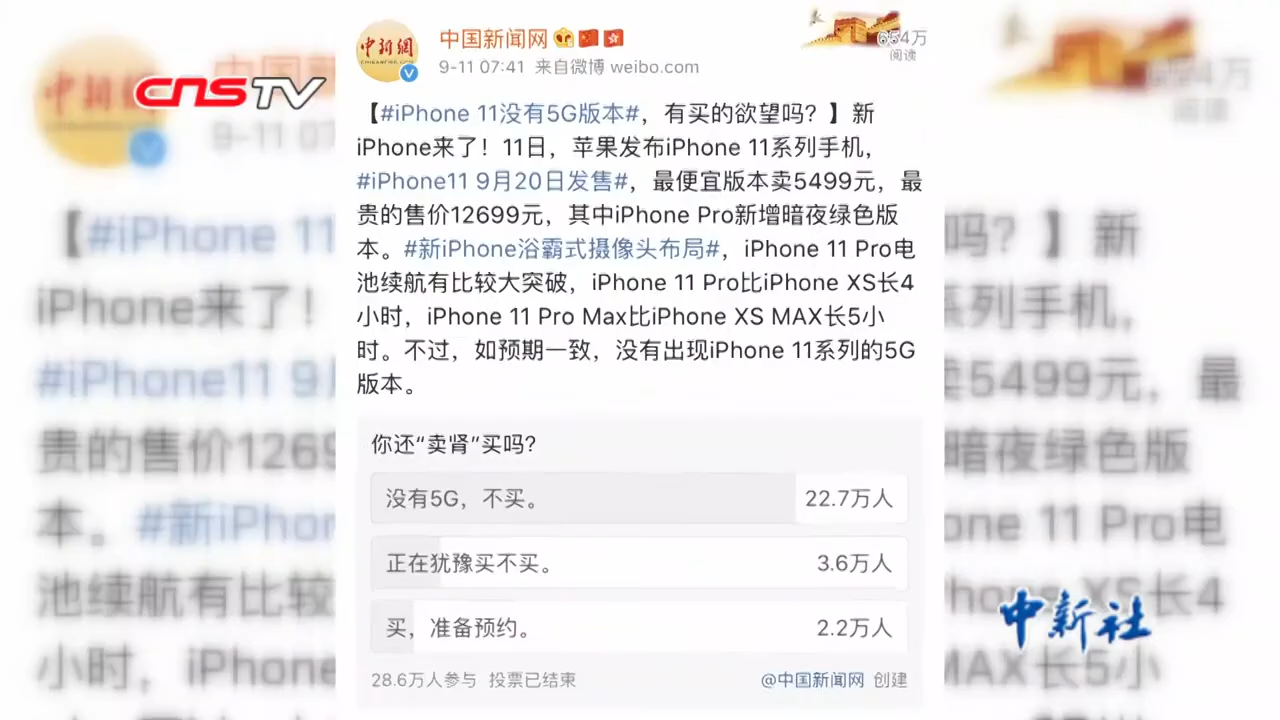 CNSTV
中新網
中国新闻网
654万
阅读
9-11 07:41 来自微博 weibo.com
【#iPhone 11没有5G版本#，有买的欲望吗？】新
iPhone来了！11日，苹果发布iPhone 11系列手机，
#iPhone11 9月20日发售#，最便宜版本卖5499元，最
贵的售价12699元，其中iPhone Pro新增暗夜绿色版
本。#新iPhone浴霸式摄像头布局#，iPhone 11 Pro电
池续航有比较大突破，iPhone 11 Pro比iPhone XS长4
小时，iPhone 11 Pro Max比iPhone XS MAX长5小
时。不过，如预期一致，没有出现iPhone 11系列的5G
版本。
你还“卖肾”买吗？
没有5G，不买。 22.7万人
正在犹豫买不买。 3.6万人
买，准备预约。 2.2万人
28.6万人参与 投票已结束 @中国新闻网 创建
中新社